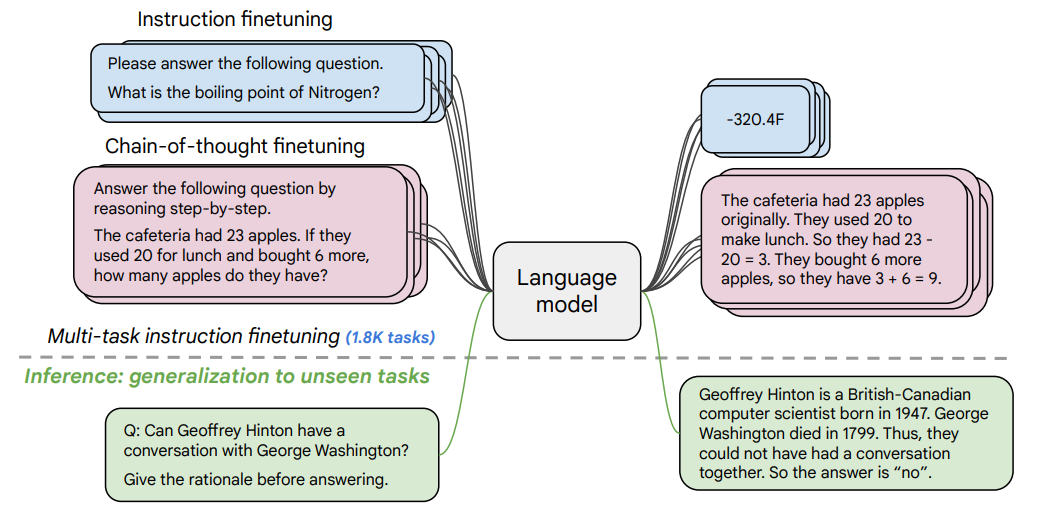 Instruction finetuning
Please answer the following question.
What is the boiling point of Nitrogen?
-320.4F
Chain-of-thought finetuning
Answer the following question by
reasoning step-by-step.
The cafeteria had 23 apples. If they
used 20 for lunch and bought 6 more,
how many apples do they have?
The cafeteria had 23 apples
originally. They used 20 to
make lunch. So they had 23 -
20 = 3. They bought 6 more
apples, so they have 3 + 6 = 9.
Language
model
Multi-task instruction finetuning (1.8K tasks)
Inference: generalization to unseen tasks
Q: Can Geoffrey Hinton have a
conversation with George Washington?
Give the rationale before answering.
Geoffrey Hinton is a British-Canadian
computer scientist born in 1947. George
Washington died in 1799. Thus, they
could not have had a conversation
together. So the answer is “no”.